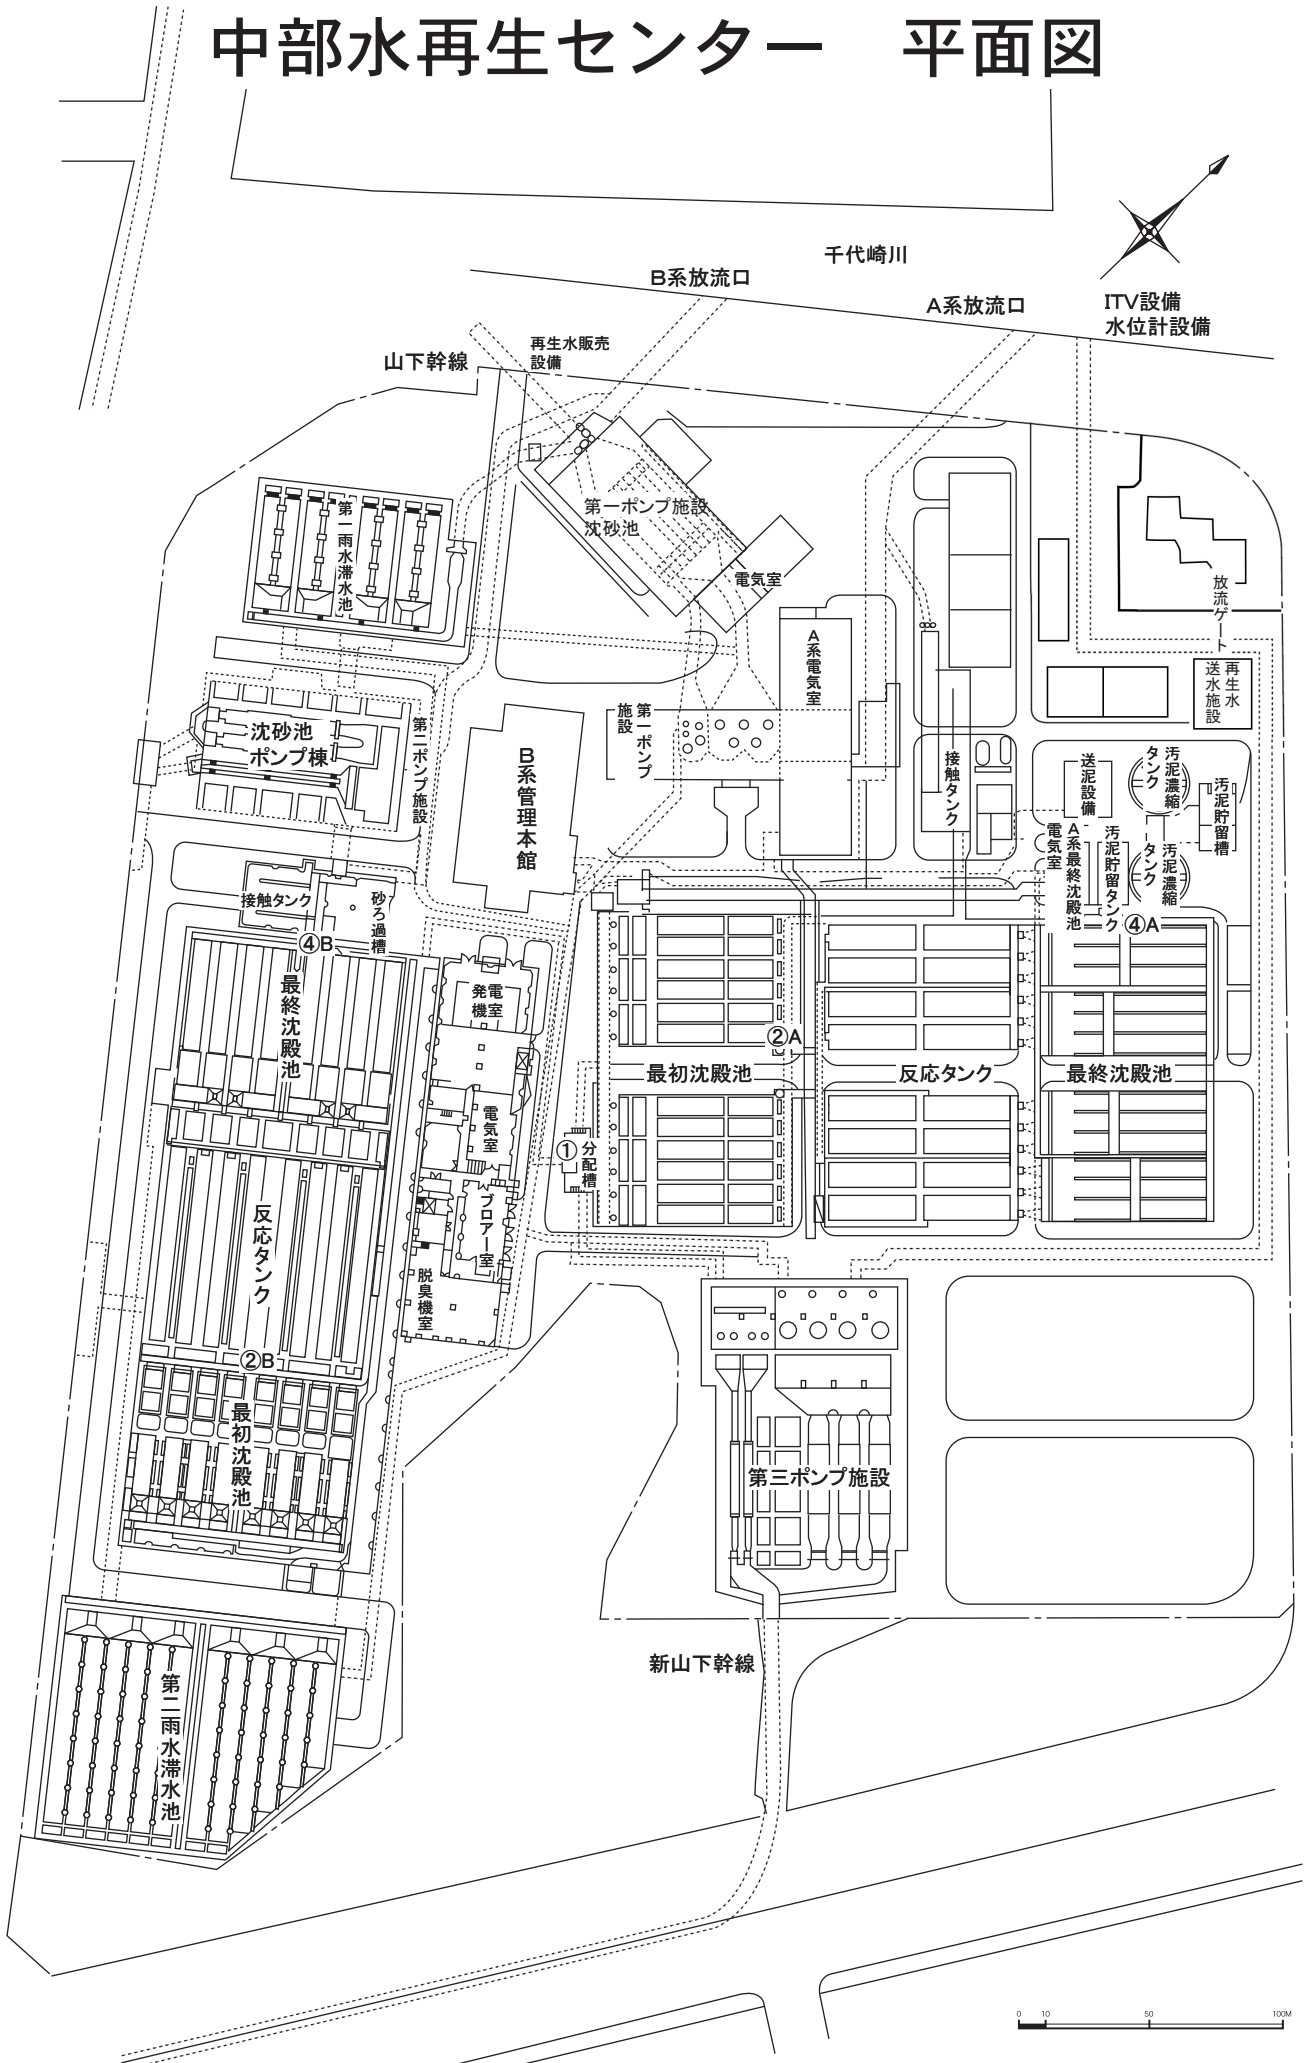 中部水再生センター　平面図
千代崎川
B系放流口
A系放流口
ITV設備
水位計設備
再生水販売
設備
山下幹線
第一ポンプ施設
沈砂池
電気室
第一雨水滞水池
放流ゲート
A系電気室
再生水
送水施設
第一ポンプ
施設
沈砂池
ポンプ棟
第二ポンプ施設
B系管理本館
接触タンク
送泥設備
汚泥濃縮
タンク
汚泥貯留槽
A系最終沈殿池
電気室
汚泥貯留タンク
汚泥濃縮
タンク
接触タンク
砂ろ過槽
④B
④A
最終沈殿池
発電
機室
②A
最初沈殿池
反応タンク
最終沈殿池
電気室
①
分配槽
反応タンク
ブロアー室
脱臭機室
②B
最初沈殿池
第三ポンプ施設
新山下幹線
第二雨水滞水池
0 10 50 100M